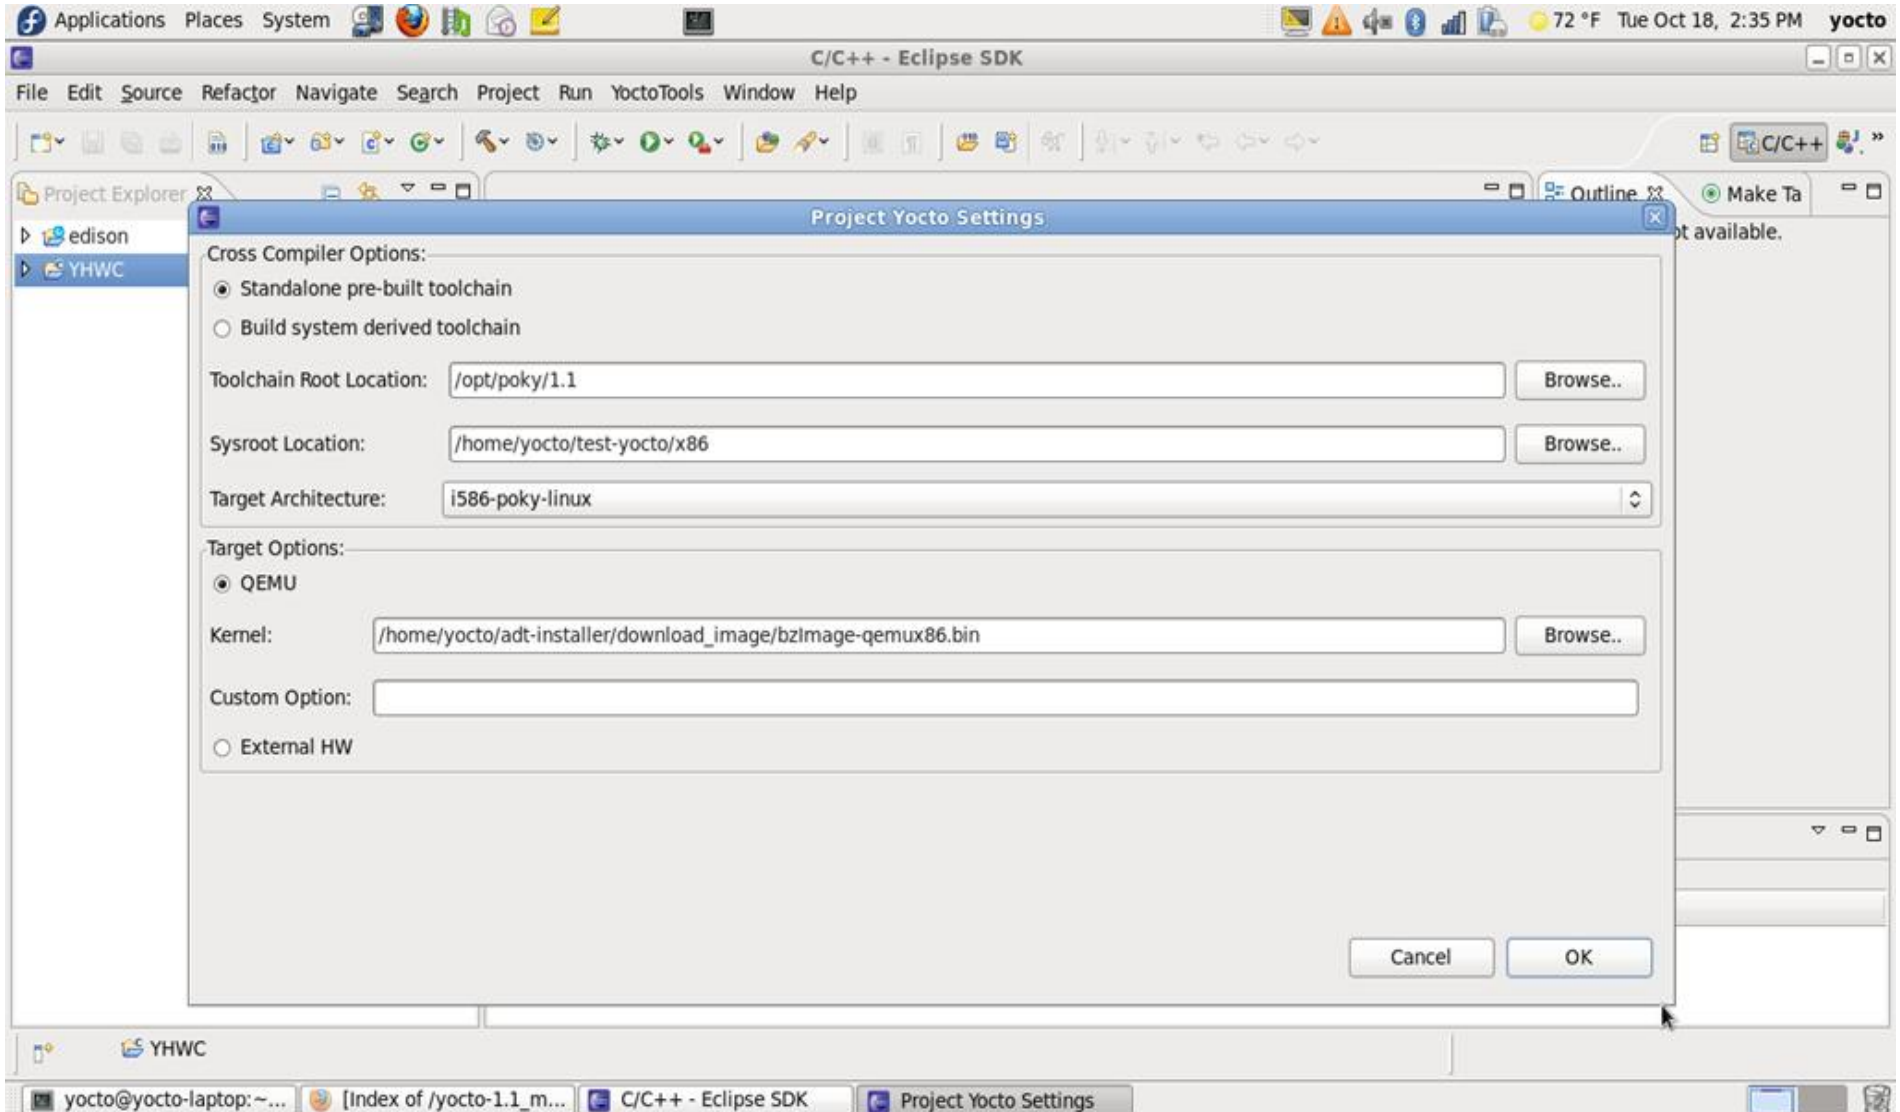 Applications Places System 72 °F Tue Oct 18, 2:35 PM yocto
C/C++ - Eclipse SDK
File Edit Source Refactor Navigate Search Project Run YoctoTools Window Help
C/C++ »
Project Explorer Outline Make Ta
Project Yocto Settings
edison
ot available.
YHWC
Cross Compiler Options:
Standalone pre-built toolchain
Build system derived toolchain
Toolchain Root Location: /opt/poky/1.1 Browse..
Sysroot Location: /home/yocto/test-yocto/x86 Browse..
Target Architecture: i586-poky-linux
Target Options:
QEMU
Kernel: /home/yocto/adt-installer/download_image/bzImage-qemux86.bin Browse..
Custom Option:
External HW
Cancel OK
YHWC
yocto@yocto-laptop:~... [Index of /yocto-1.1_m... C/C++ - Eclipse SDK Project Yocto Settings